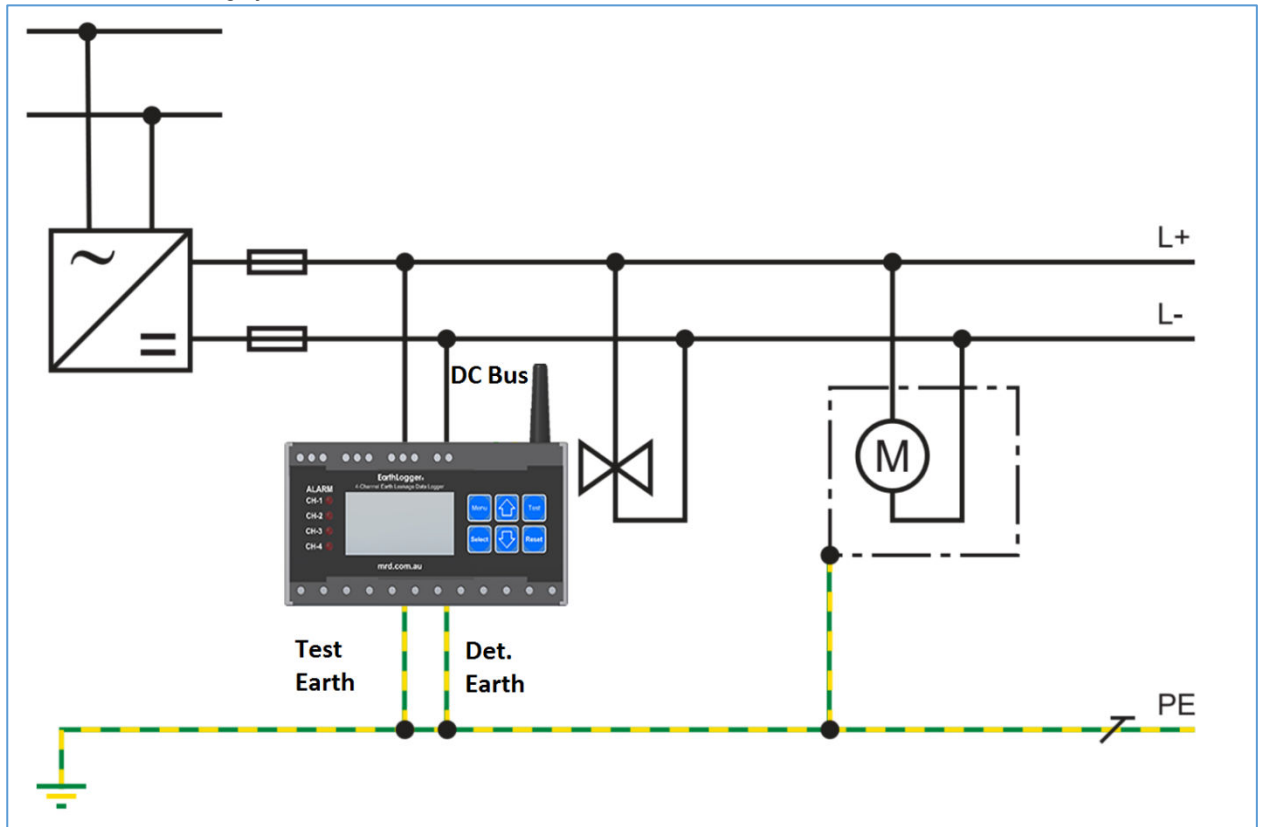 L+
L-
DC Bus
EarthLogger®
4-Channel Earth Leakage Data Logger
ALARM
CH-1
CH-2
CH-3
CH-4
Menu
Test
Select
Reset
M
mrd.com.au
Test
Earth
Det.
Earth
PE